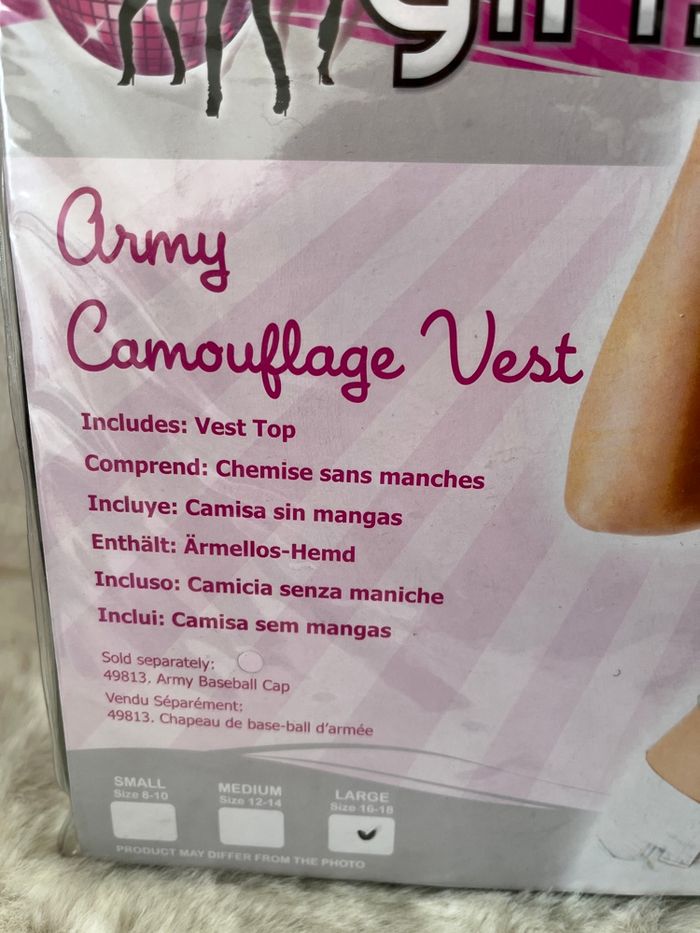 Army
Camouflage Vest
Includes: Vest Top
Comprend: Chemise sans manches
Incluye: Camisa sin mangas
Enthält: Ärmellos-Hemd
Incluso: Camicia senza maniche
Inclui: Camisa sem mangas
Sold separately:
49813. Army Baseball Cap
Vendu Séparément:
49813. Chapeau de base-ball d'armée
SMALL
Size 8-10
MEDIUM
Size 12-14
LARGE
Size 16-18
PRODUCT MAY DIFFER FROM THE PHOTO